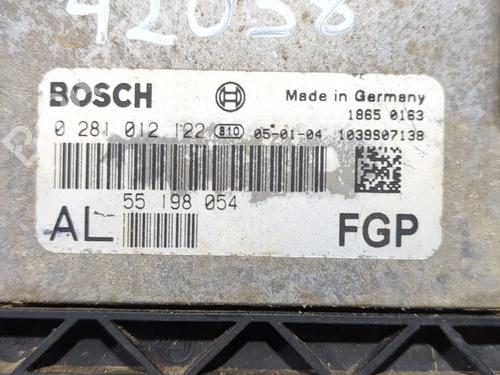 42058
BOSCH Made in Germany
1865 0163
0 281 012 122 810 05-01-04 1039S07138
55 198 054
AL FGP